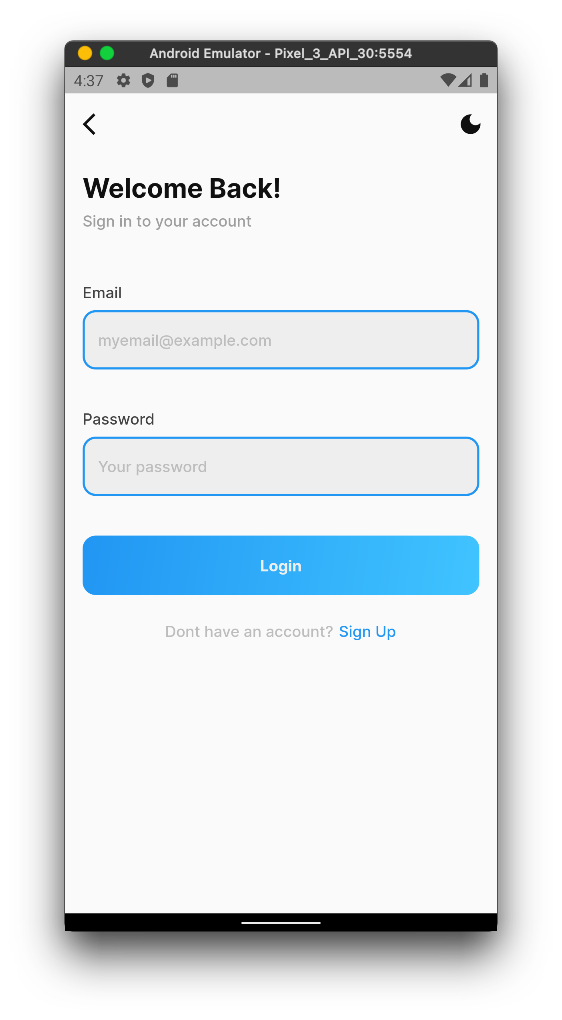 Android Emulator - Pixel_3_API_30:5554
4:37
Welcome Back!
Sign in to your account
Email
myemail@example.com
Password
Your password
Login
Dont have an account? Sign Up